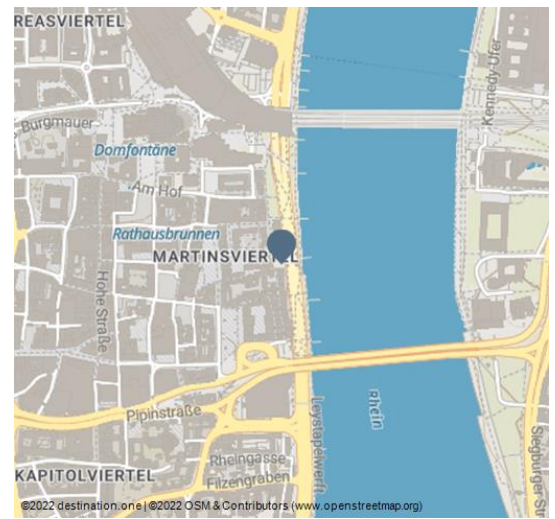 REASVIERTEL
Burgmauer
Kennedy-Ufer
Domfontäne
Am Hof
Rathausbrunnen
MARTINSVIERTEL
Hohe Straße
Pipinstraße
Leystapelwerft
Rhein
Siegburger Str
Rheingasse
KAPITOLVIERTEL
Filzengraben
©2022 destination.one | ©2022 OSM & Contributors (www.openstreetmap.org)